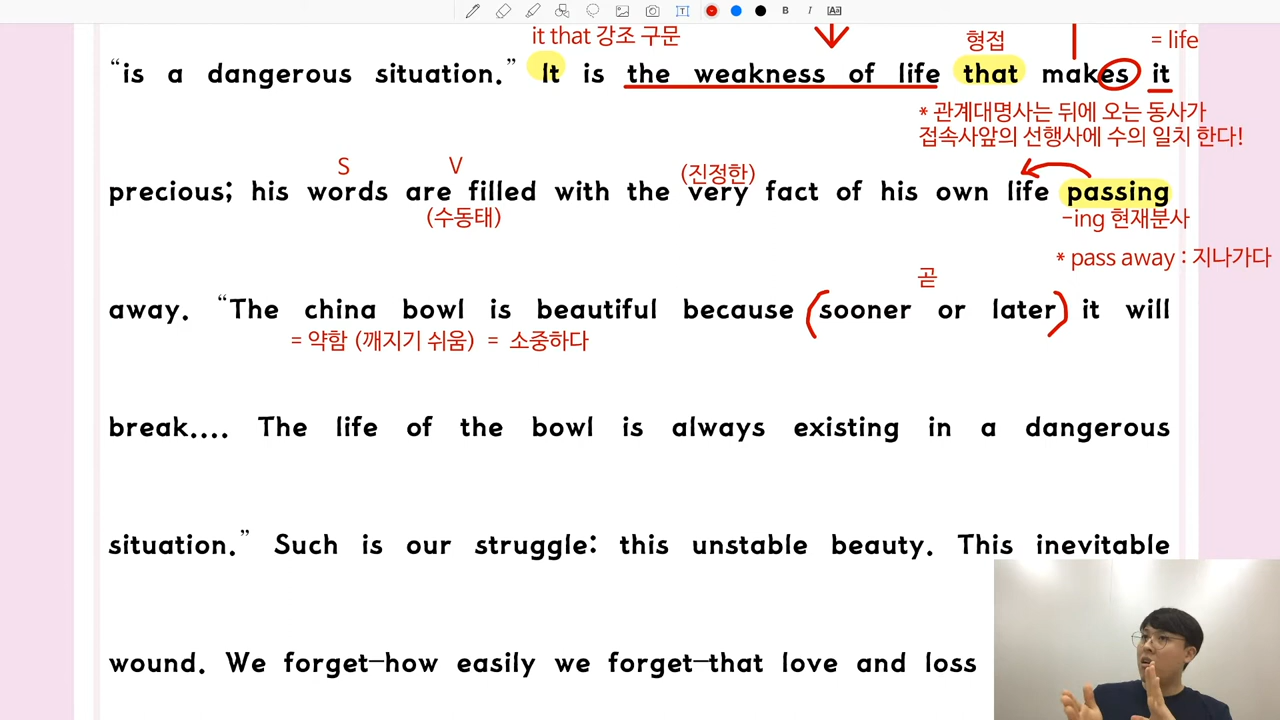 B I Aa
it that 강조 구문
형접
= life
“is a dangerous situation.” It is the weakness of life that makes it
* 관계대명사는 뒤에 오는 동사가
접속사앞의 선행사에 수의 일치 한다!
S V (진정한)
precious; his words are filled with the very fact of his own life passing
(수동태)
-ing 현재분사
* pass away : 지나가다
곧
away. “The china bowl is beautiful because (sooner or later) it will
= 약함 (깨지기 쉬움) = 소중하다
break.... The life of the bowl is always existing in a dangerous
situation.” Such is our struggle: this unstable beauty. This inevitable
wound. We forget—how easily we forget—that love and loss